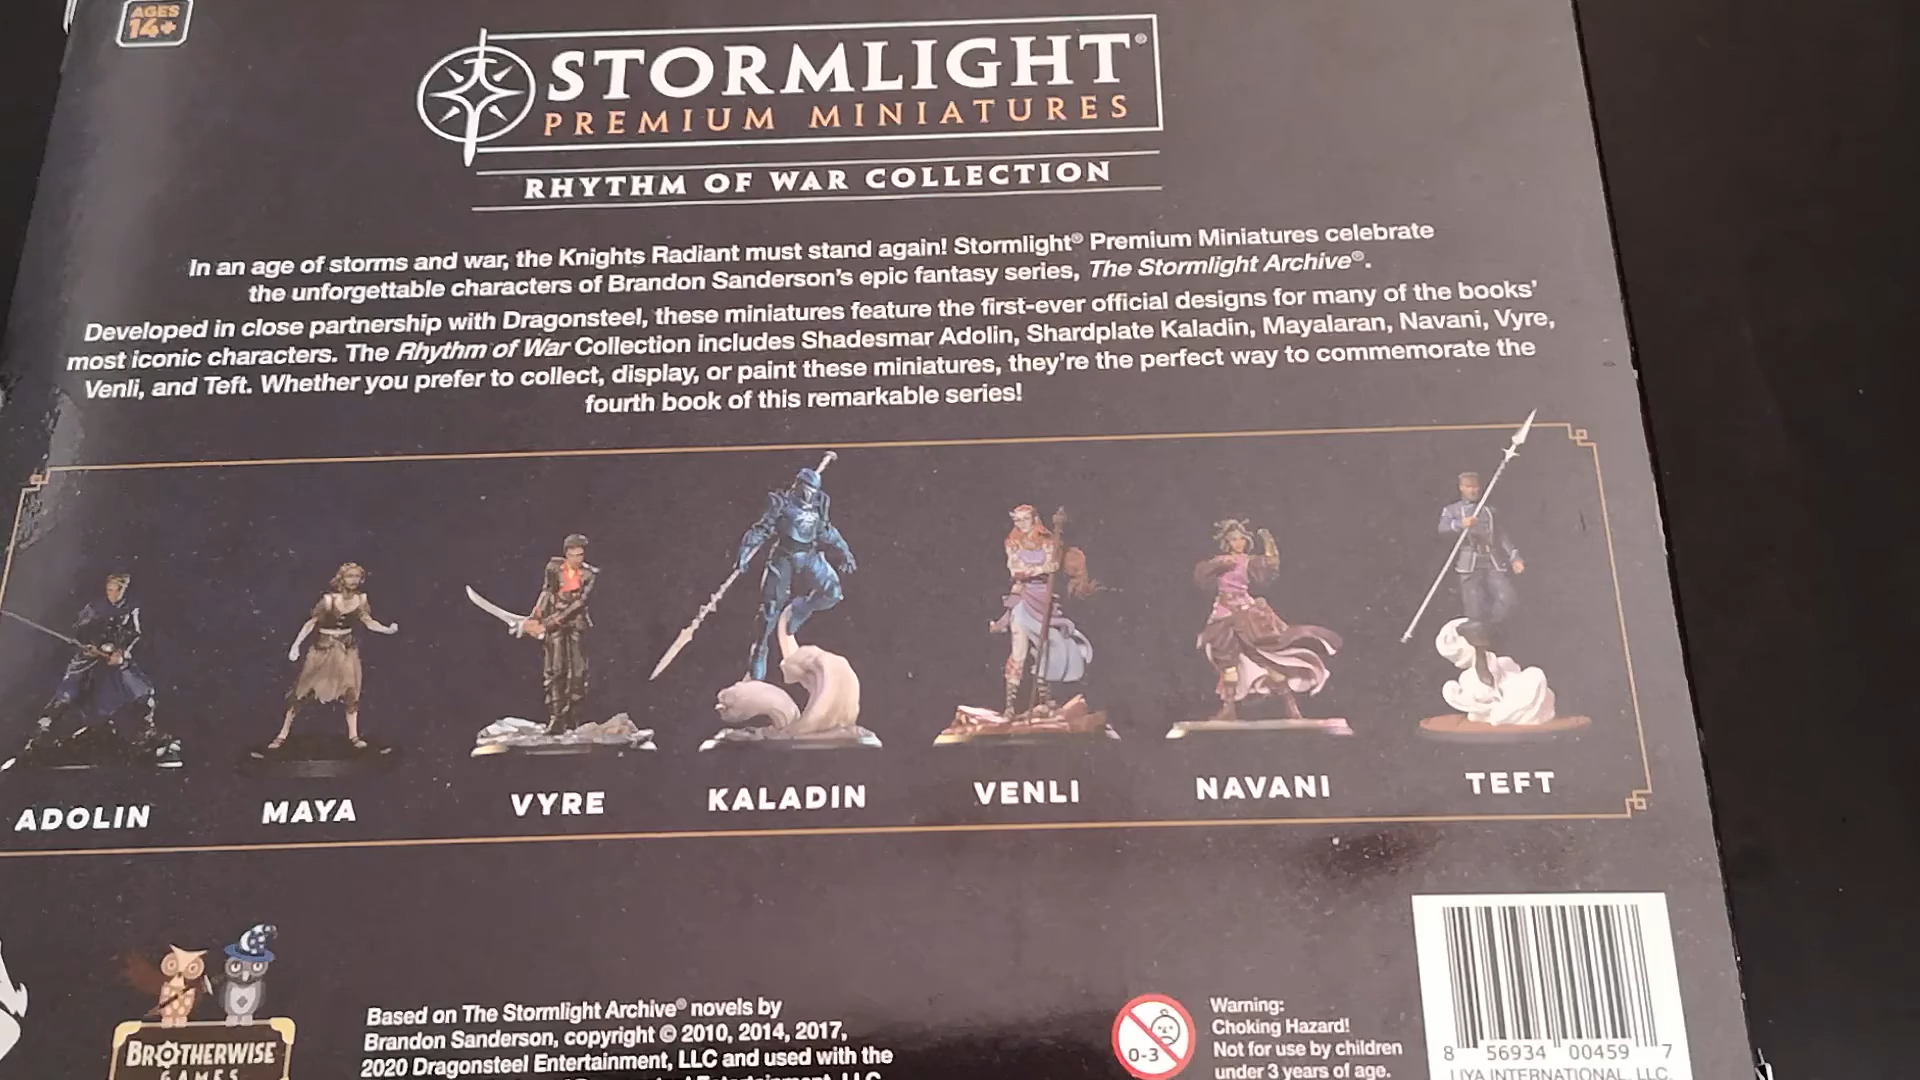 AGES
14+
STORMLIGHT®
PREMIUM MINIATURES
RHYTHM OF WAR COLLECTION
In an age of storms and war, the Knights Radiant must stand again! Stormlight® Premium Miniatures celebrate
the unforgettable characters of Brandon Sanderson's epic fantasy series, The Stormlight Archive®.
Developed in close partnership with Dragonsteel, these miniatures feature the first-ever official designs for many of the books'
most iconic characters. The Rhythm of War Collection includes Shadesmar Adolin, Shardplate Kaladin, Mayalaran, Navani, Vyre,
Venli, and Teft. Whether you prefer to collect, display, or paint these miniatures, they're the perfect way to commemorate the
fourth book of this remarkable series!
ADOLIN
MAYA
VYRE
KALADIN
VENLI
NAVANI
TEFT
BROTHERWISE
GAMES
Based on The Stormlight Archive® novels by
Brandon Sanderson, copyright © 2010, 2014, 2017,
2020 Dragonsteel Entertainment, LLC and used with the
0-3
Warning:
Choking Hazard!
Not for use by children
under 3 years of age.
8 56934 00459 7
LIYA INTERNATIONAL, LLC.